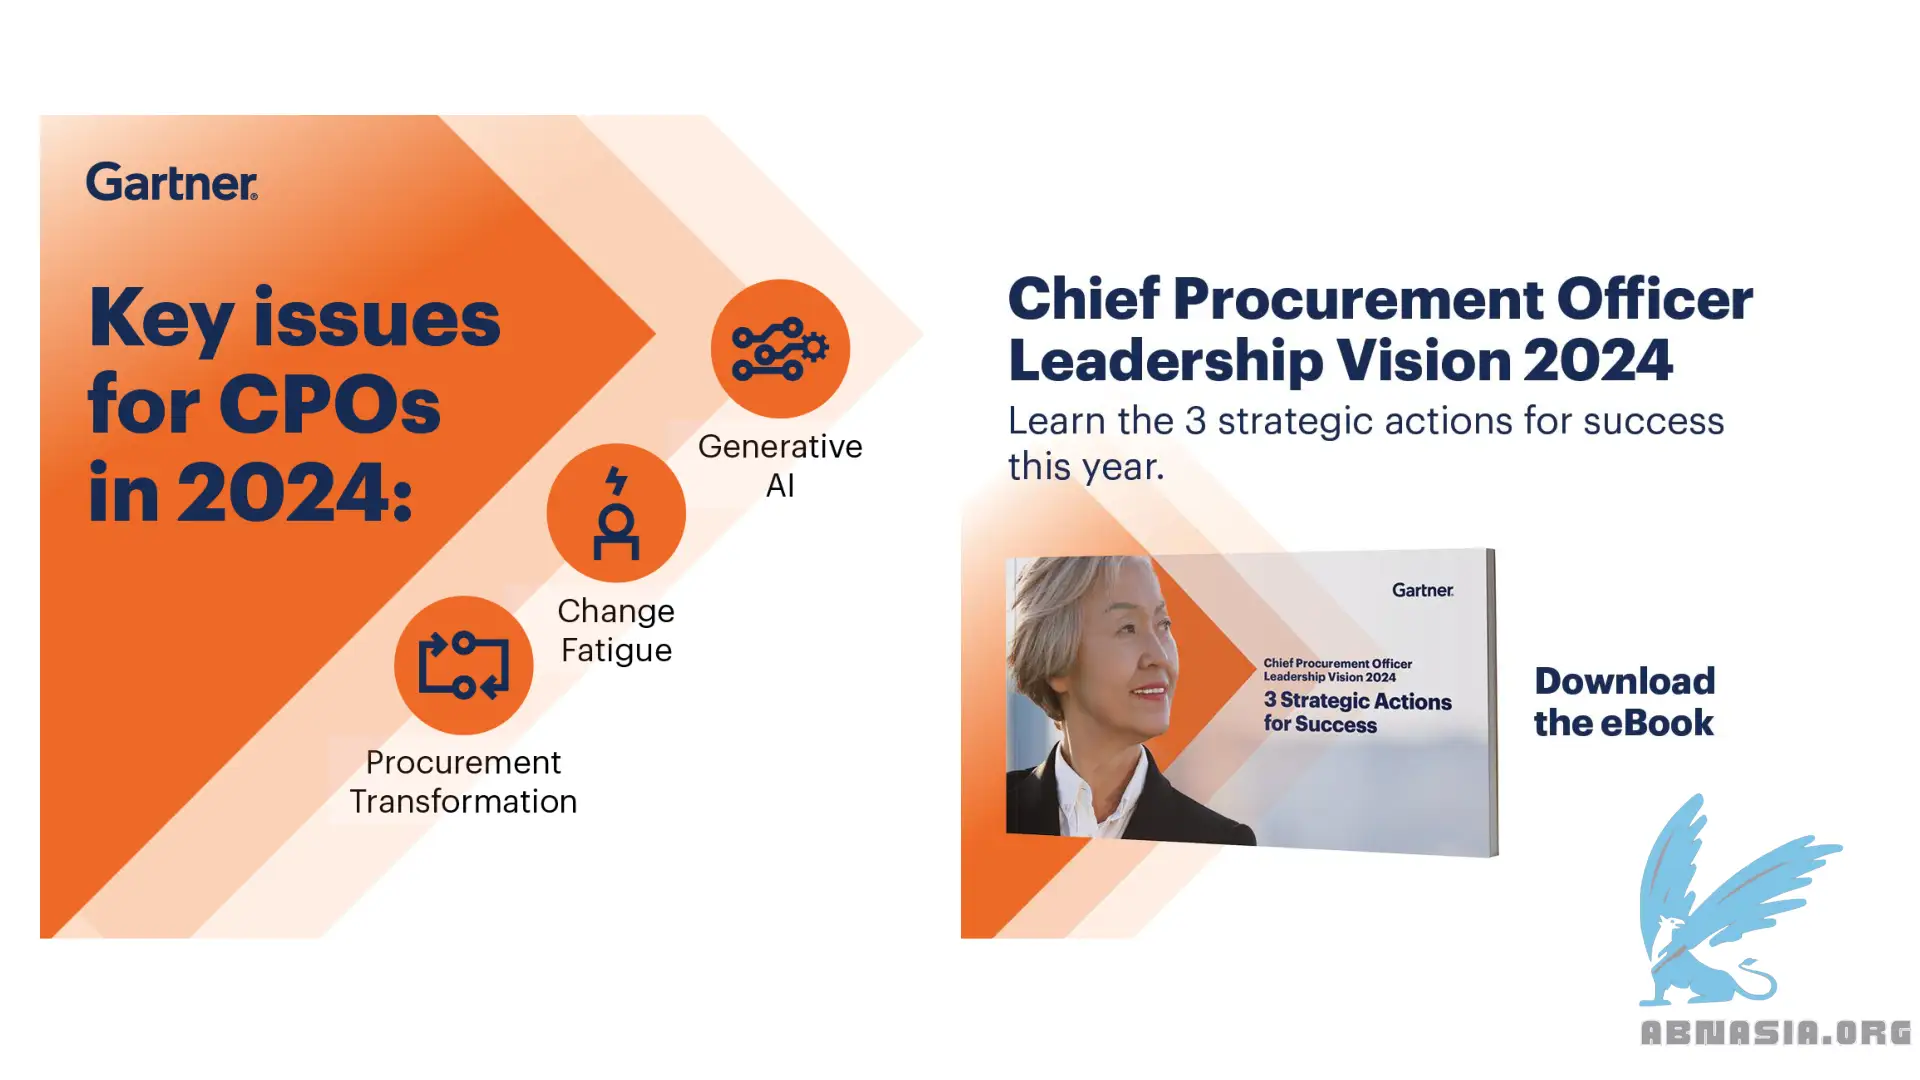 Gartner®
Key issues
for CPOs
in 2024:
Generative
AI
Change
Fatigue
Procurement
Transformation
Chief Procurement Officer
Leadership Vision 2024
Learn the 3 strategic actions for success
this year.
Gartner
Chief Procurement Officer
Leadership Vision 2024
3 Strategic Actions
for Success
Download
the eBook
ABNASIA.ORG